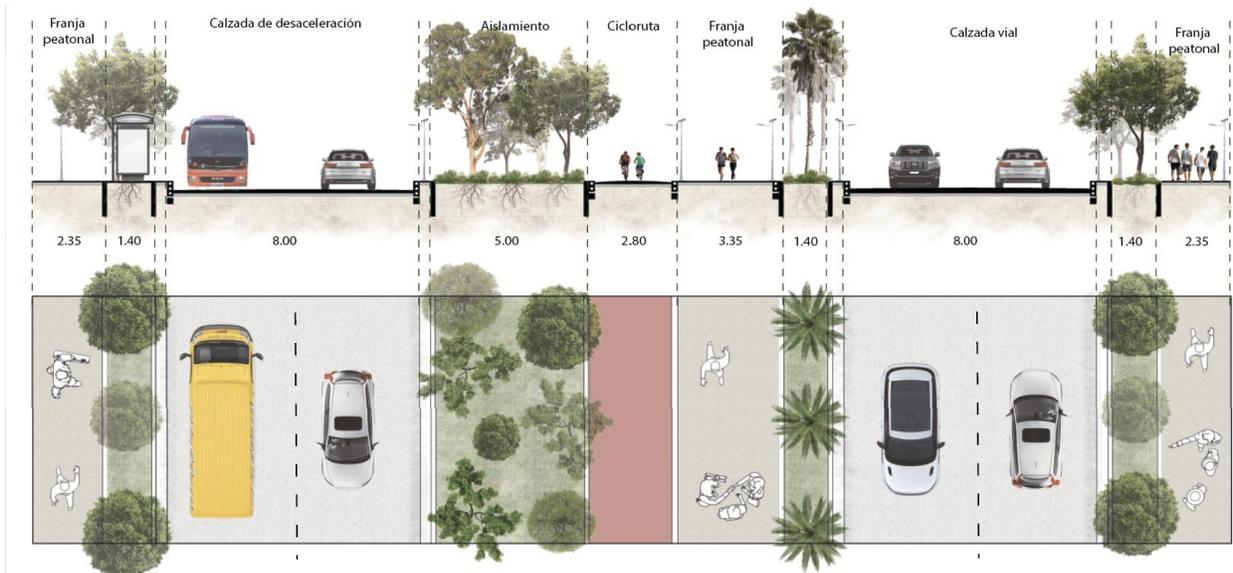 Franja
peatonal
Calzada de desaceleración
Aislamiento
Cicloruta
Franja
peatonal
Calzada vial
Franja
peatonal
2.35
1.40
8.00
5.00
2.80
3.35
1.40
8.00
1.40
2.35